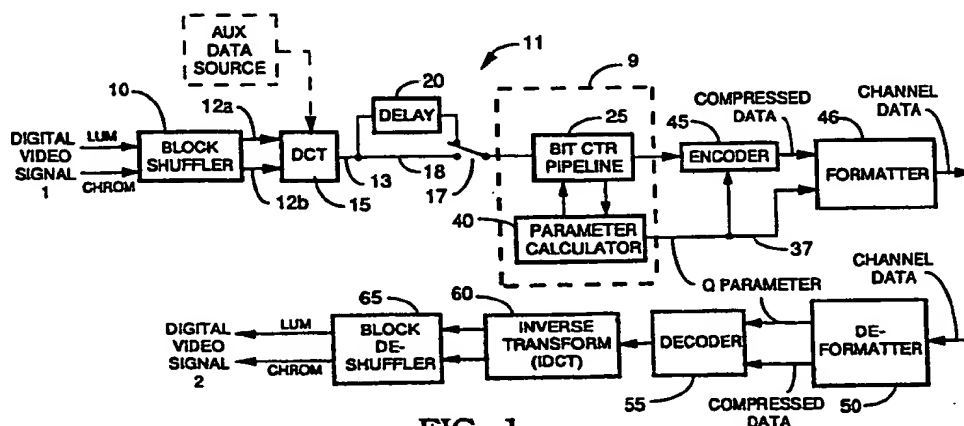 AUX
DATA
SOURCE
11
9
10
12a
20
DELAY
25
COMPRESSED
DATA
45
46
CHANNEL
DATA
DIGITAL
VIDEO
SIGNAL
1
LUM
CHROM
BLOCK
SHUFFLER
DCT
BIT CTR
PIPELINE
ENCODER
FORMATTER
12b
15
13
18
17
40
PARAMETER
CALCULATOR
37
65
60
Q PARAMETER
CHANNEL
DATA
DIGITAL
VIDEO
SIGNAL
2
LUM
CHROM
BLOCK
DE-
SHUFFLER
INVERSE
TRANSFORM
(IDCT)
DECODER
DE-
FORMATTER
55
COMPRESSED
DATA
50